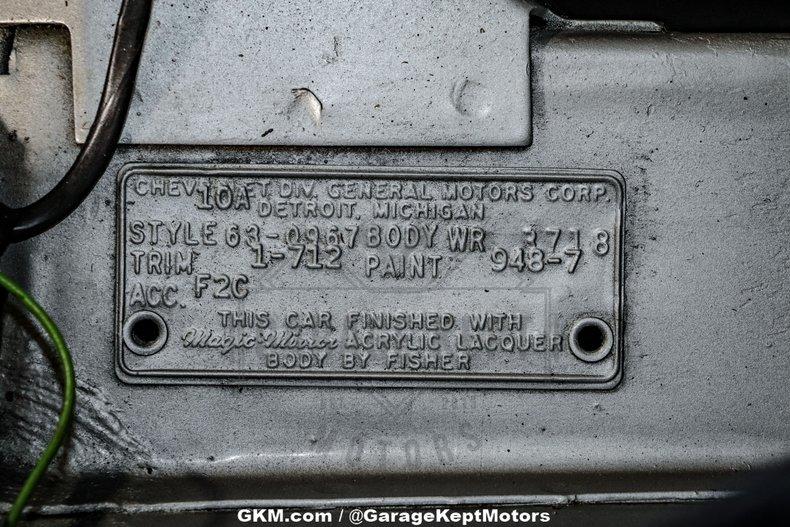 CHEVROLET DIV. GENERAL MOTORS CORP.
10A
DETROIT, MICHIGAN
STYLE 63-0967 BODY WR 3718
TRIM 1-712 PAINT 948-7
ACC. F2C
THIS CAR FINISHED WITH
Magic-Mirror ACRYLIC LACQUER
BODY BY FISHER
MOTORS
GKM.com / @GarageKeptMotors